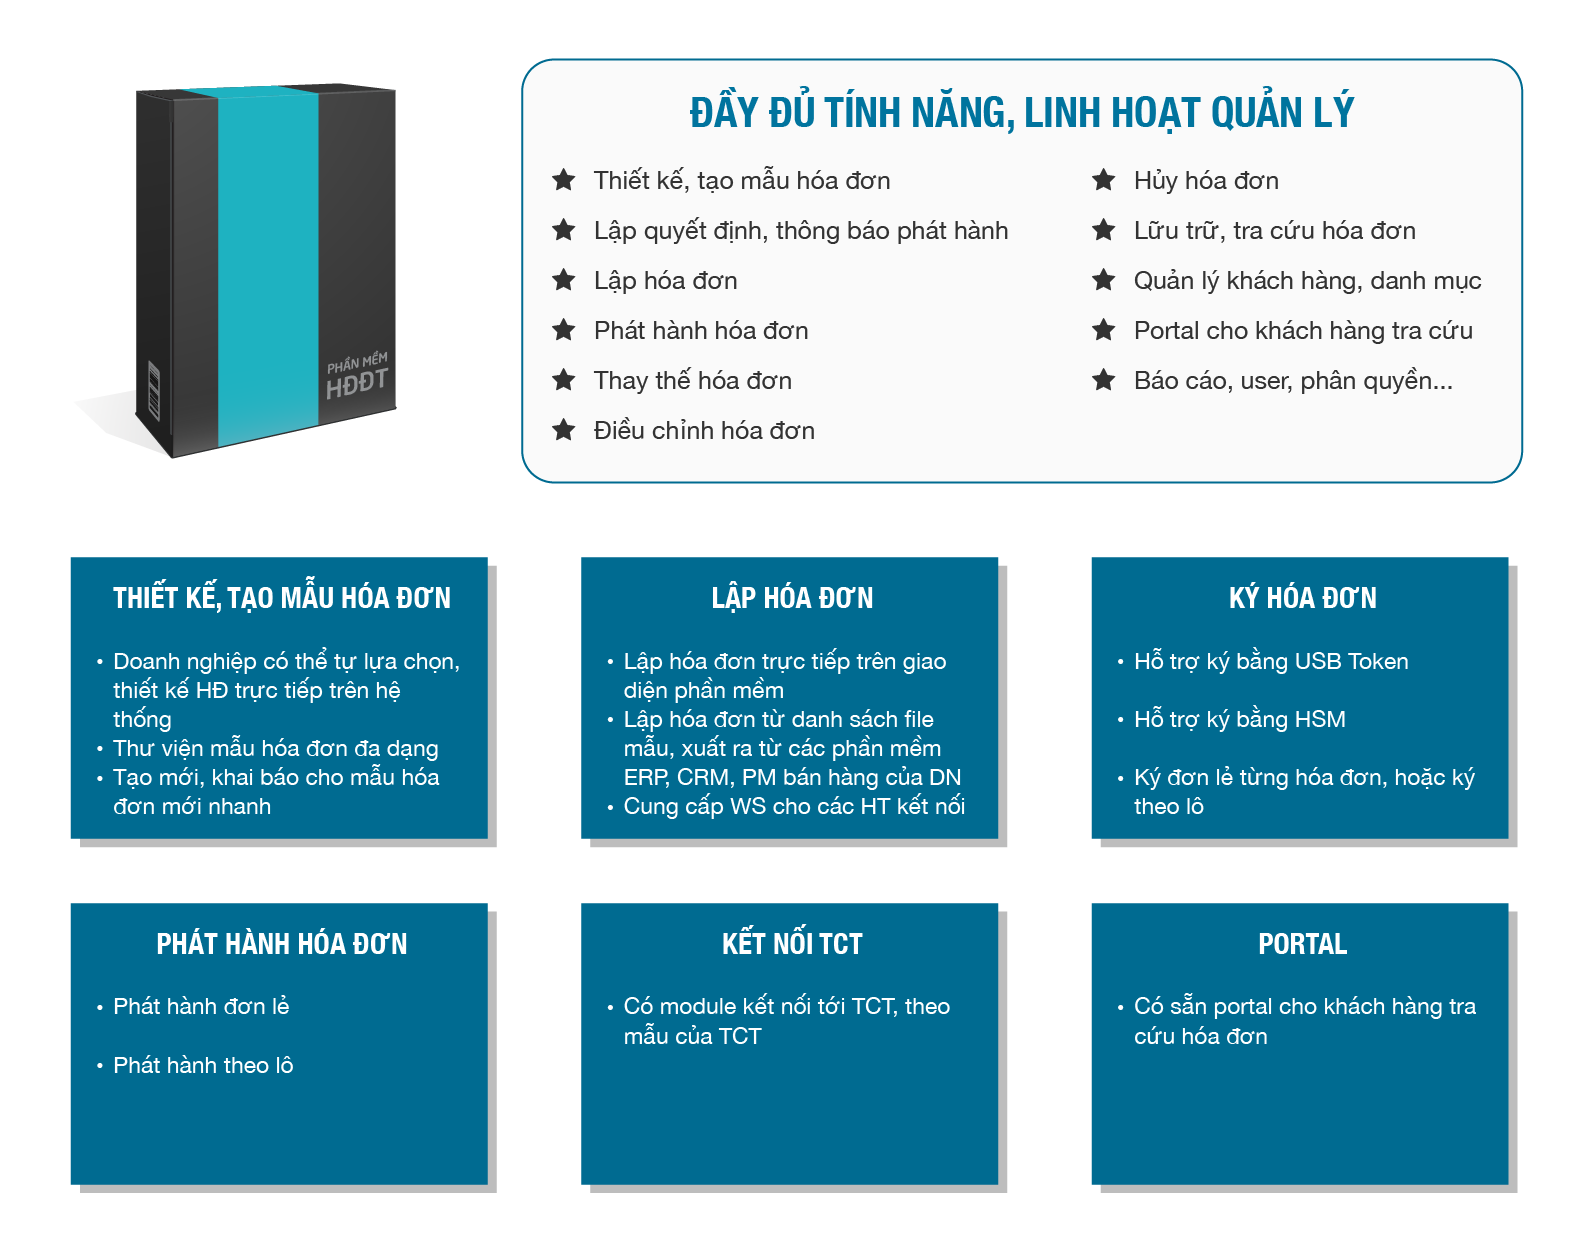 PHẦN MỀM
HĐĐT
ĐẦY ĐỦ TÍNH NĂNG, LINH HOẠT QUẢN LÝ
Thiết kế, tạo mẫu hóa đơn
Lập quyết định, thông báo phát hành
Lập hóa đơn
Phát hành hóa đơn
Thay thế hóa đơn
Điều chỉnh hóa đơn
Hủy hóa đơn
Lữu trữ, tra cứu hóa đơn
Quản lý khách hàng, danh mục
Portal cho khách hàng tra cứu
Báo cáo, user, phân quyền...
THIẾT KẾ, TẠO MẪU HÓA ĐƠN
• Doanh nghiệp có thể tự lựa chọn,
thiết kế HĐ trực tiếp trên hệ
thống
• Thư viện mẫu hóa đơn đa dạng
• Tạo mới, khai báo cho mẫu hóa
đơn mới nhanh
LẬP HÓA ĐƠN
• Lập hóa đơn trực tiếp trên giao
diện phần mềm
• Lập hóa đơn từ danh sách file
mẫu, xuất ra từ các phần mềm
ERP, CRM, PM bán hàng của DN
• Cung cấp WS cho các HT kết nối
KÝ HÓA ĐƠN
• Hỗ trợ ký bằng USB Token
• Hỗ trợ ký bằng HSM
• Ký đơn lẻ từng hóa đơn, hoặc ký
theo lô
PHÁT HÀNH HÓA ĐƠN
• Phát hành đơn lẻ
• Phát hành theo lô
KẾT NỐI TCT
• Có module kết nối tới TCT, theo
mẫu của TCT
PORTAL
• Có sẵn portal cho khách hàng tra
cứu hóa đơn